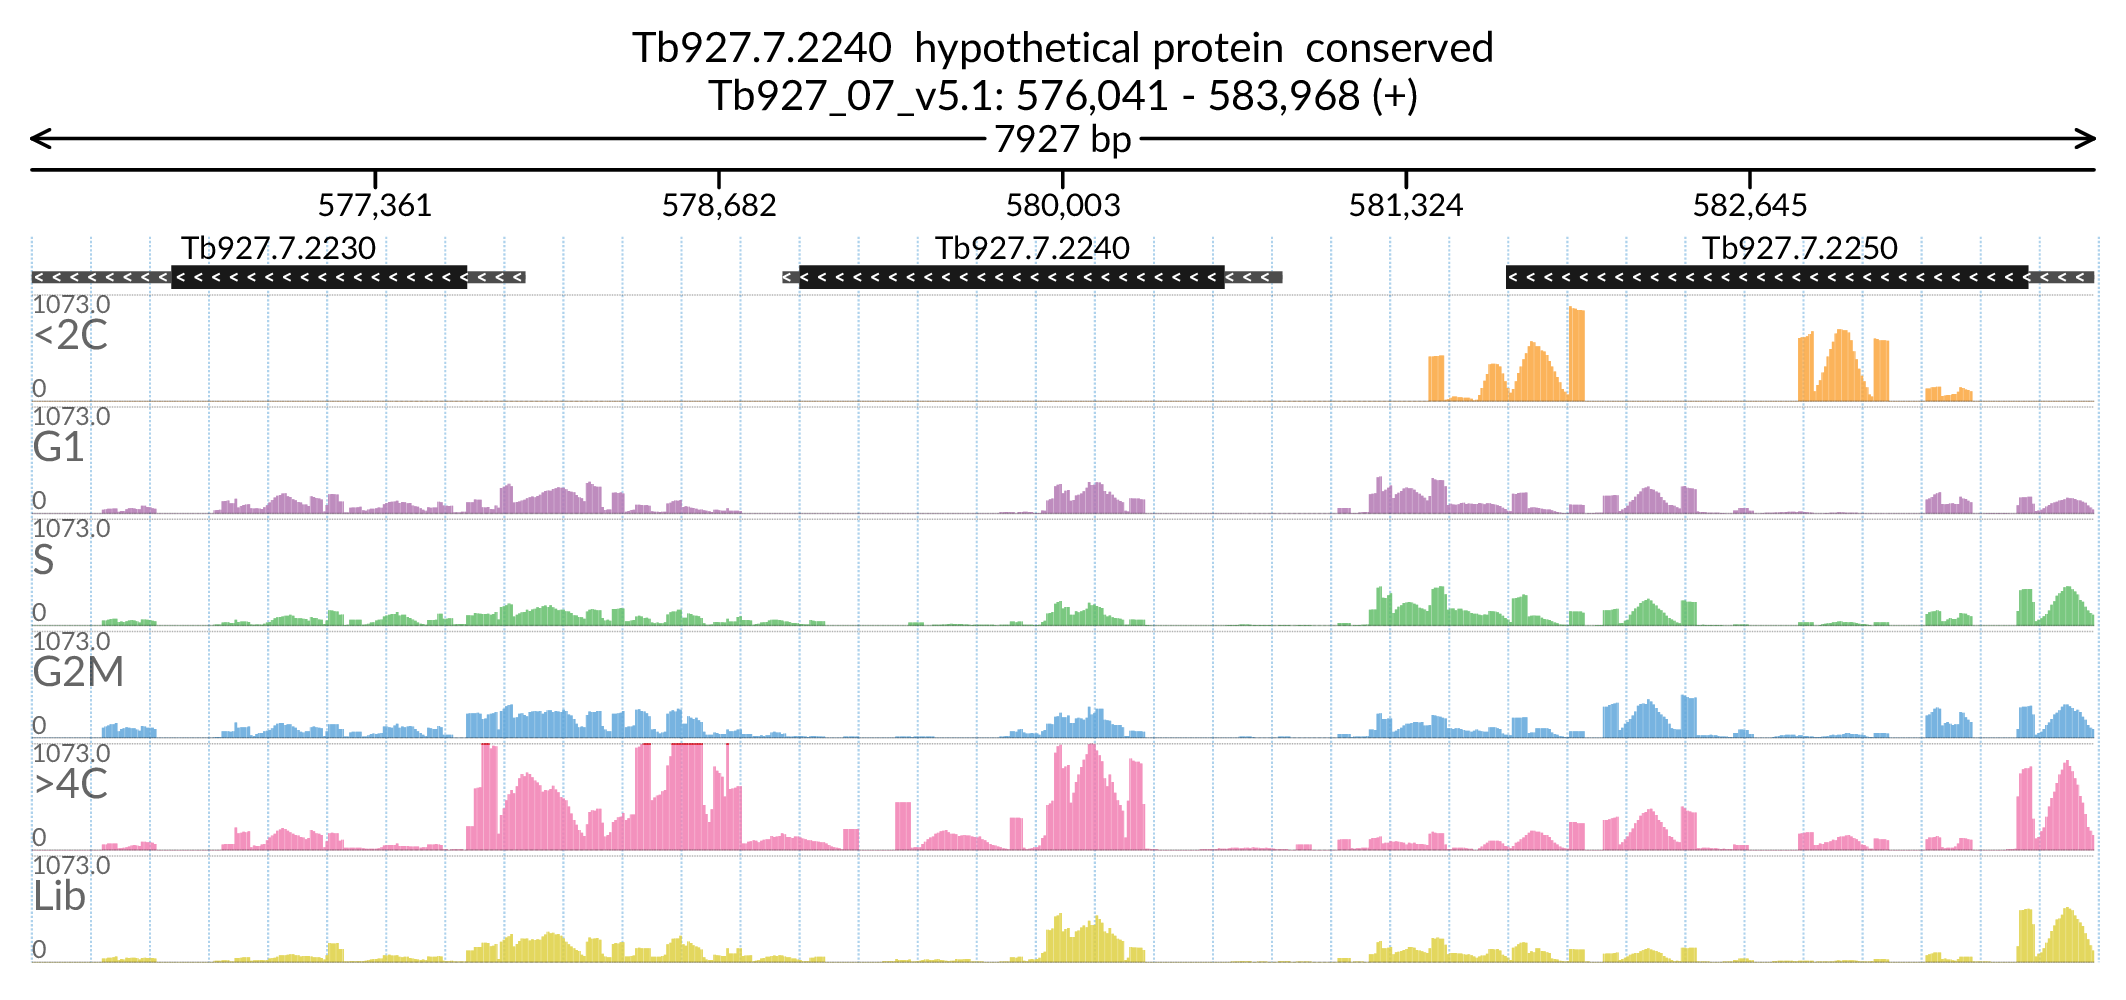 Tb927.7.2240  hypothetical protein  conserved
Tb927_07_v5.1: 576,041 - 583,968 (+)
7927 bp
577,361 578,682 580,003 581,324 582,645
Tb927.7.2230 Tb927.7.2240 Tb927.7.2250
1073.0
<2C
0
1073.0
G1
0
1073.0
S
0
1073.0
G2M
0
1073.0
>4C
0
1073.0
Lib
0